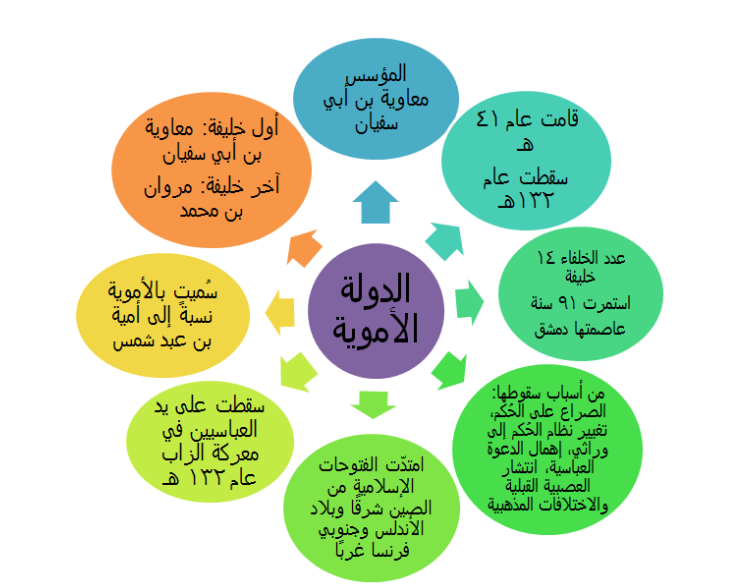 الدولة
الأموية
المؤسس
معاوية بن أبي
سفيان
قامت عام ٤١
هـ
سقطت عام
١٣٢هـ
عدد الخلفاء ١٤
خليفة
استمرت ٩١ سنة
عاصمتها دمشق
من أسباب سقوطها:
الصراع على الحُكم،
تغيير نظام الحُكم إلى
وراثي، إهمال الدعوة
العباسية، انتشار
العصبية القبلية
والاختلافات المذهبية
امتدّت الفتوحات
الإسلامية من
الصين شرقًا وبلاد
الأندلس وجنوبي
فرنسا غربًا
سقطت على يد
العباسيين في
معركة الزاب
عام ١٣٢ هـ
سُميت بالأموية
نسبةً إلى أمية
بن عبد شمس
أول خليفة: معاوية
بن أبي سفيان
آخر خليفة: مروان
بن محمد